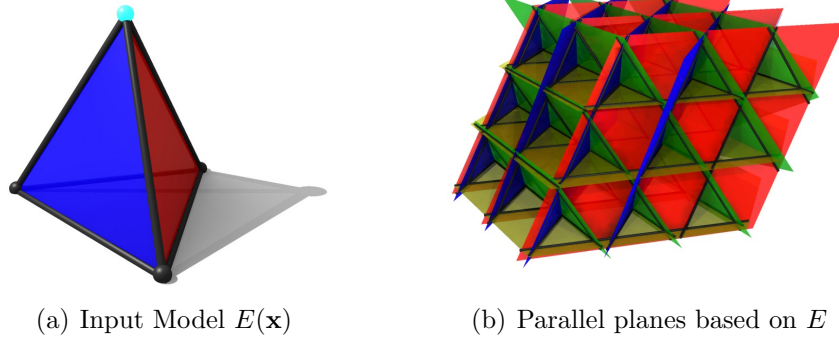 (a) Input Model E(x)
(b) Parallel planes based on E